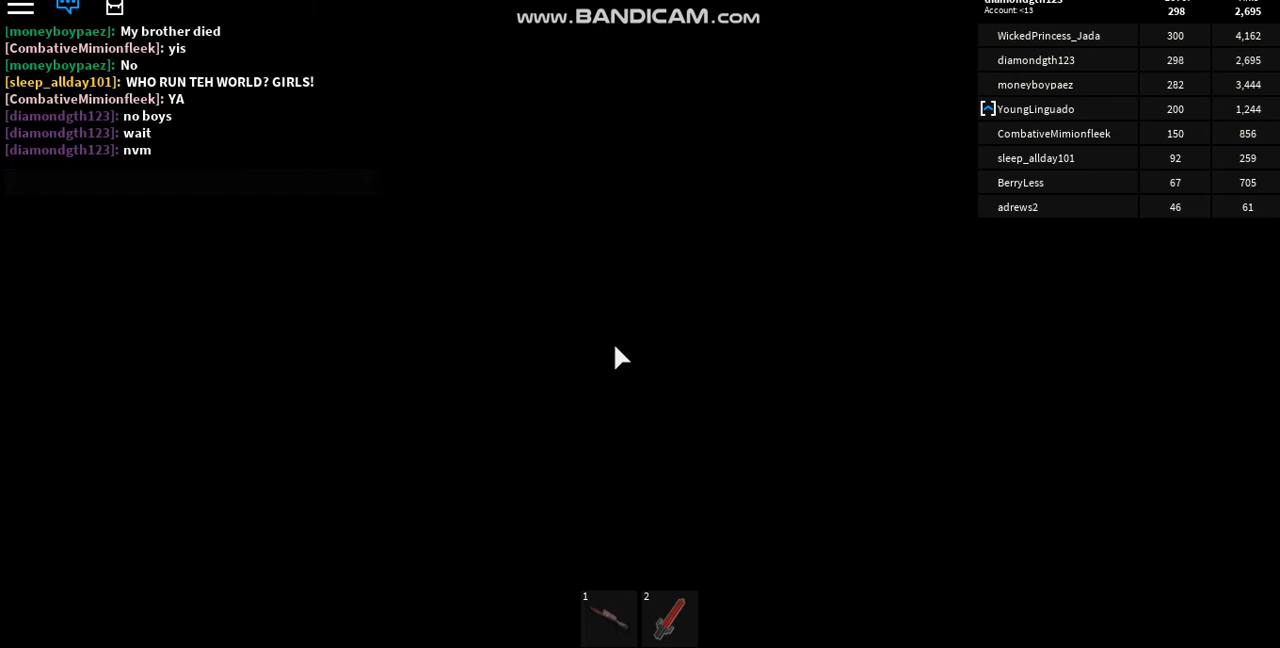 www.BANDICAM.com
[moneyboypaez]: My brother died
[CombativeMimionfleek]: yis
[moneyboypaez]: No
[sleep_allday101]: WHO RUN TEH WORLD? GIRLS!
[CombativeMimionfleek]: YA
[diamondgth123]: no boys
[diamondgth123]: wait
[diamondgth123]: nvm
diamondgth123
Account: <13 298 2,695
WickedPrincess_Jada 300 4,162
diamondgth123 298 2,695
moneyboypaez 282 3,444
YoungLinguado 200 1,244
CombativeMimionfleek 150 856
sleep_allday101 92 259
BerryLess 67 705
adrews2 46 61
1 2